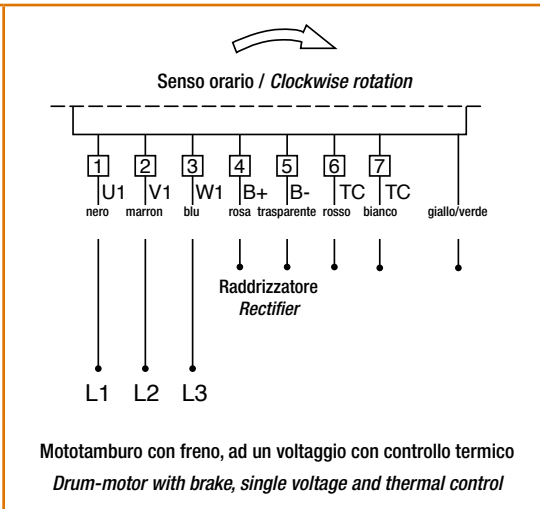 Senso orario / Clockwise rotation
1 2 3 4 5 6 7
U1 V1 W1 B+ B- TC TC
nero marron blu rosa trasparente rosso bianco giallo/verde
Raddrizzatore
Rectifier
L1 L2 L3
Mototamburo con freno, ad un voltaggio con controllo termico
Drum-motor with brake, single voltage and thermal control